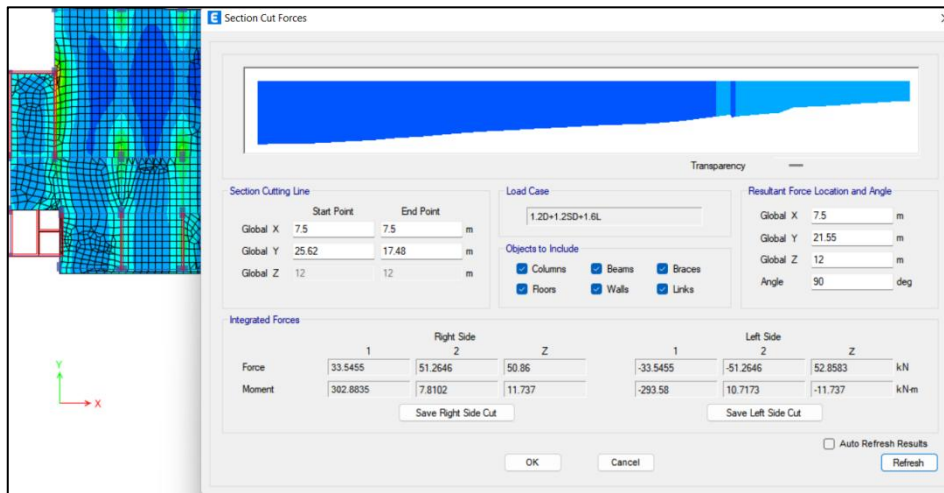 E Section Cut Forces
Transparency
Section Cutting Line
Start Point End Point
Global X 7.5 7.5 m
Global Y 25.62 17.48 m
Global Z 12 12 m
Load Case
1.2D+1.2SD+1.6L
Objects to Include
Columns Beams Braces
Floors Walls Links
Resultant Force Location and Angle
Global X 7.5 m
Global Y 21.55 m
Global Z 12 m
Angle 90 deg
Integrated Forces
Right Side Left Side
1 2 Z 1 2 Z
Force 33.5455 51.2646 50.86 -33.5455 -51.2646 52.8583 kN
Moment 302.8835 7.8102 11.737 -293.58 10.7173 -11.737 kN-m
Save Right Side Cut Save Left Side Cut
Auto Refresh Results
OK Cancel Refresh
Y
X